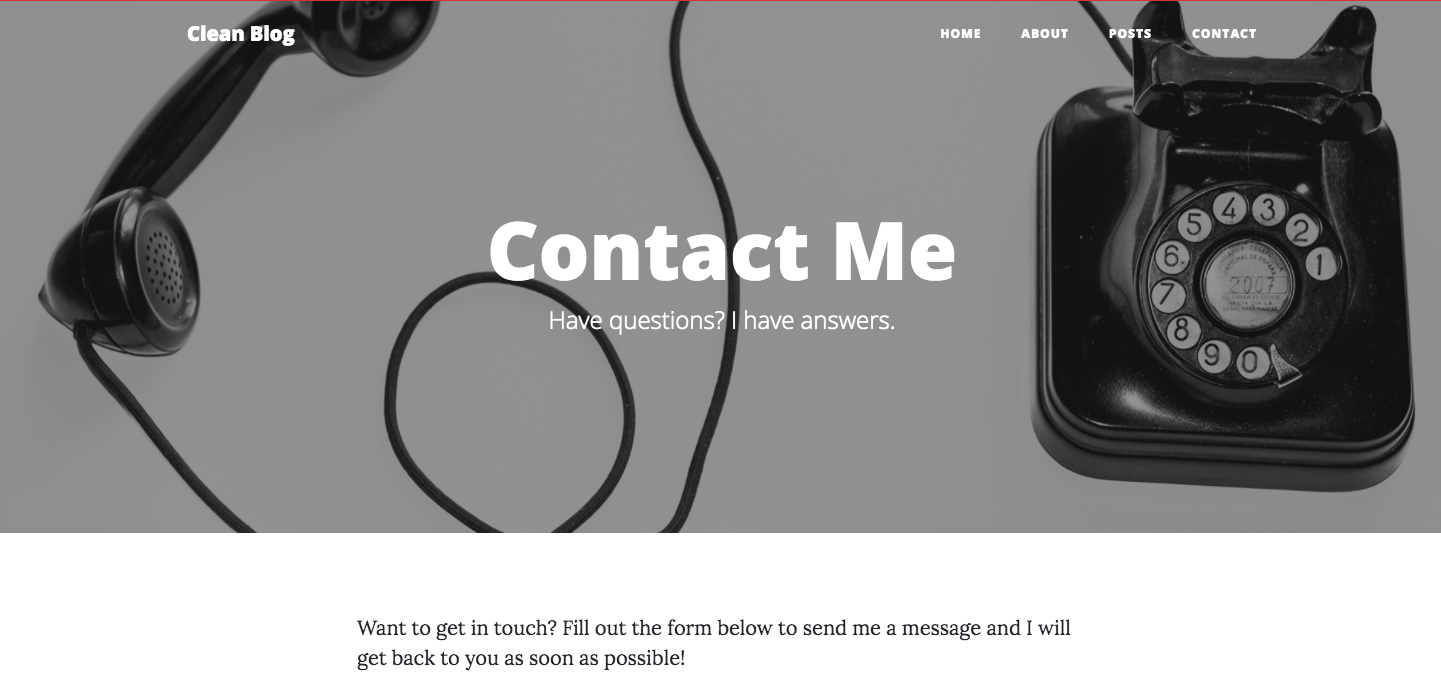 Clean Blog
HOME ABOUT POSTS CONTACT
Contact Me
Have questions? I have answers.
5 4 3 2 1
6 7 8 9 0
2007
Want to get in touch? Fill out the form below to send me a message and I will
get back to you as soon as possible!